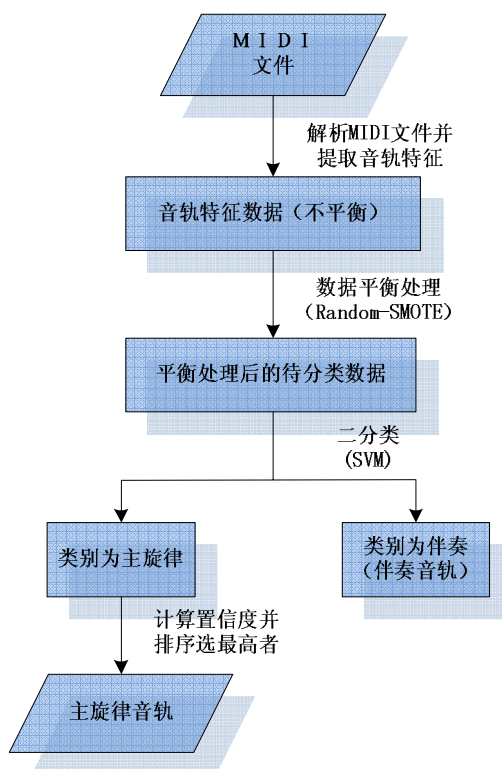 MIDI
文件
解析MIDI文件并
提取音轨特征
音轨特征数据（不平衡）
数据平衡处理
（Random-SMOTE）
平衡处理后的待分类数据
二分类
(SVM)
类别为主旋律
类别为伴奏
（伴奏音轨）
计算置信度并
排序选最高者
主旋律音轨